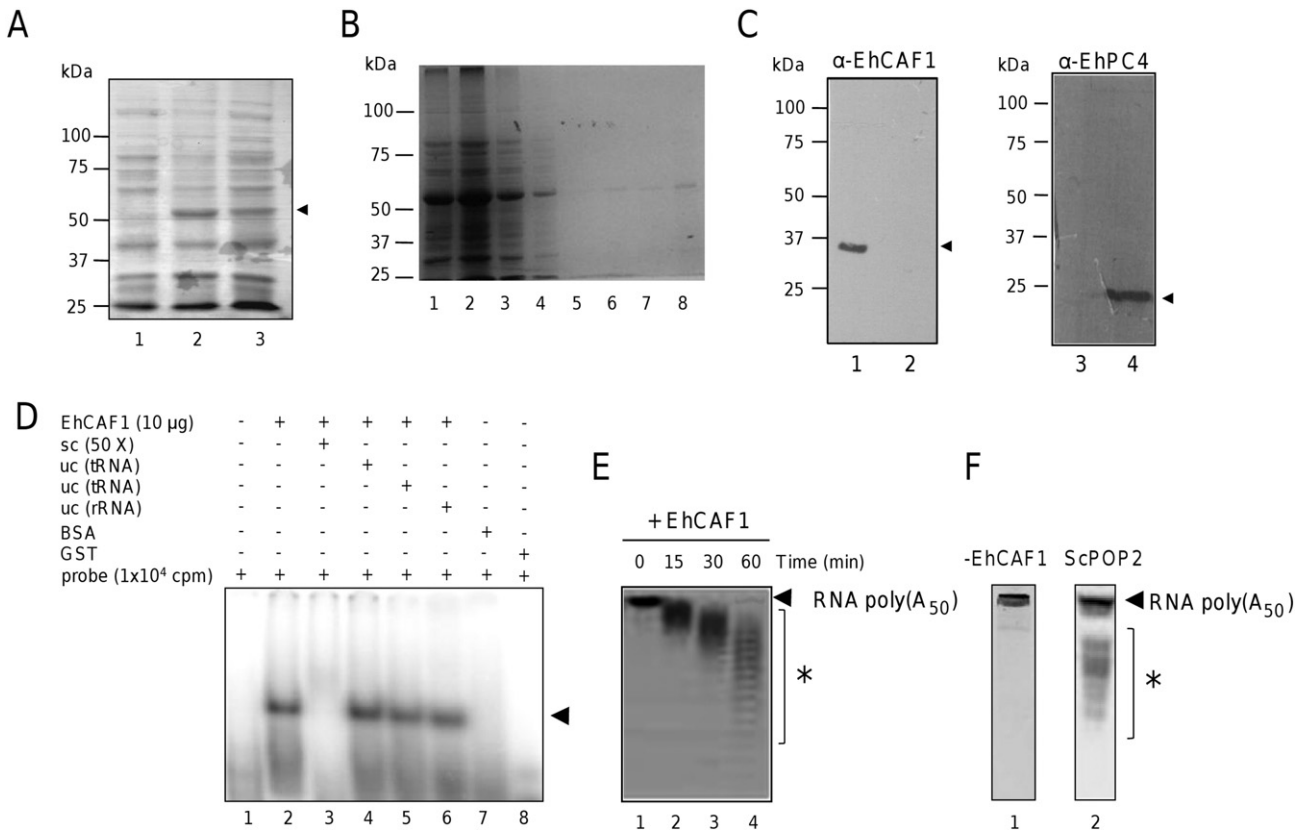 A
kDa
100
75
50
37
25
1 2 3
B
kDa
100
75
50
37
25
1 2 3 4 5 6 7 8
C
α-EhCAF1
kDa
100
75
50
37
25
1 2
α-EhPC4
kDa
100
75
50
37
25
3 4
D
EhCAF1 (10 µg) - + + + + + - -
sc (50 X) - - + - - - - -
uc (tRNA) - - - + - - - -
uc (tRNA) - - - - + - - -
uc (rRNA) - - - - - + - -
BSA - - - - - - + -
GST - - - - - - - +
probe (1x10⁴ cpm) + + + + + + + +
1 2 3 4 5 6 7 8
E
+EhCAF1
0 15 30 60 Time (min)
RNA poly(A₅₀)
*
1 2 3 4
F
-EhCAF1 ScPOP2
RNA poly(A₅₀)
*
1 2